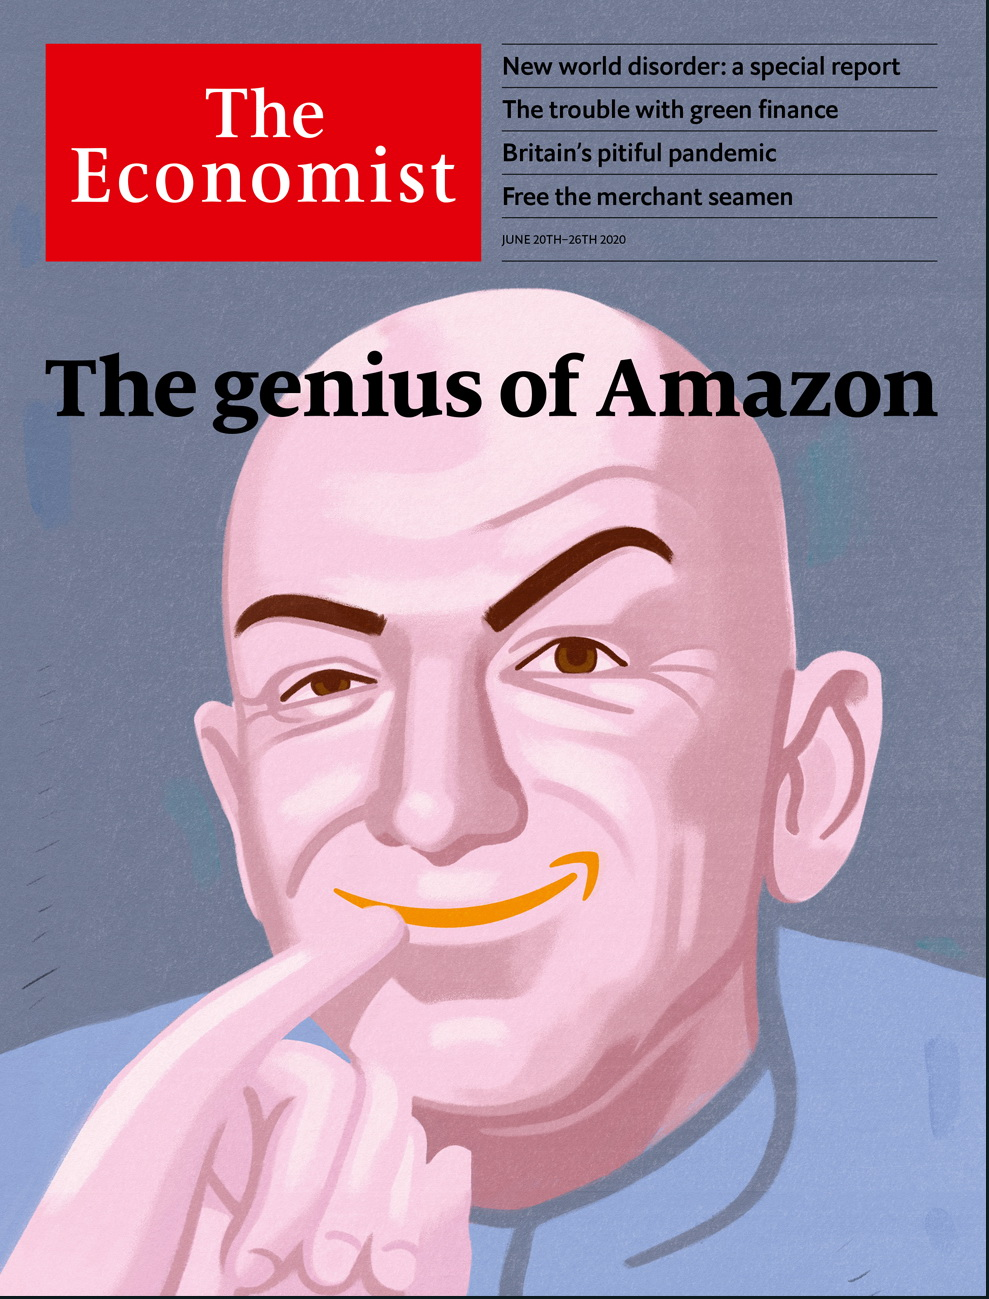 The
Economist
New world disorder: a special report
The trouble with green finance
Britain’s pitiful pandemic
Free the merchant seamen
JUNE 20TH–26TH 2020
The genius of Amazon